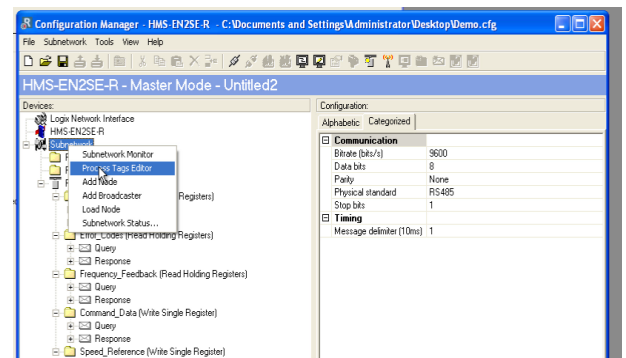 Configuration Manager - HMS-EN2SE-R - C:\Documents and Settings\Administrator\Desktop\Demo.cfg
File Subnetwork Tools View Help
HMS-EN2SE-R - Master Mode - Untitled2
Devices:
Logix Network Interface
HMS-EN2SE-R
Subnetwork
Subnetwork Monitor
Process Tags Editor
Add Node
Add Broadcaster
Registers)
Load Node
Subnetwork Status...
Error_Codes (Read Holding Registers)
Query
Response
Frequency_Feedback (Read Holding Registers)
Query
Response
Command_Data (Write Single Register)
Query
Response
Speed_Reference (Write Single Register)
Configuration:
Alphabetic Categorized
Communication
Bitrate (bits/s) 9600
Data bits 8
Parity None
Physical standard RS485
Stop bits 1
Timing
Message delimiter (10ms) 1